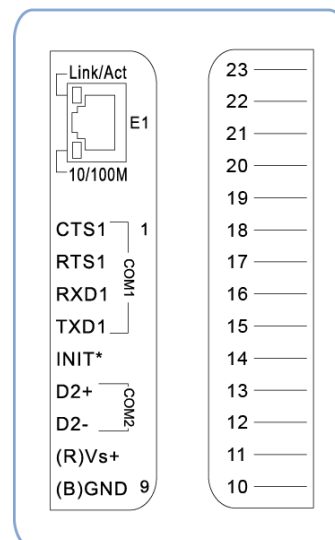 Link/Act
E1
10/100M
CTS1 1
RTS1
COM1
RXD1
TXD1
INIT*
D2+
COM2
D2-
(R)Vs+
(B)GND 9
23
22
21
20
19
18
17
16
15
14
13
12
11
10